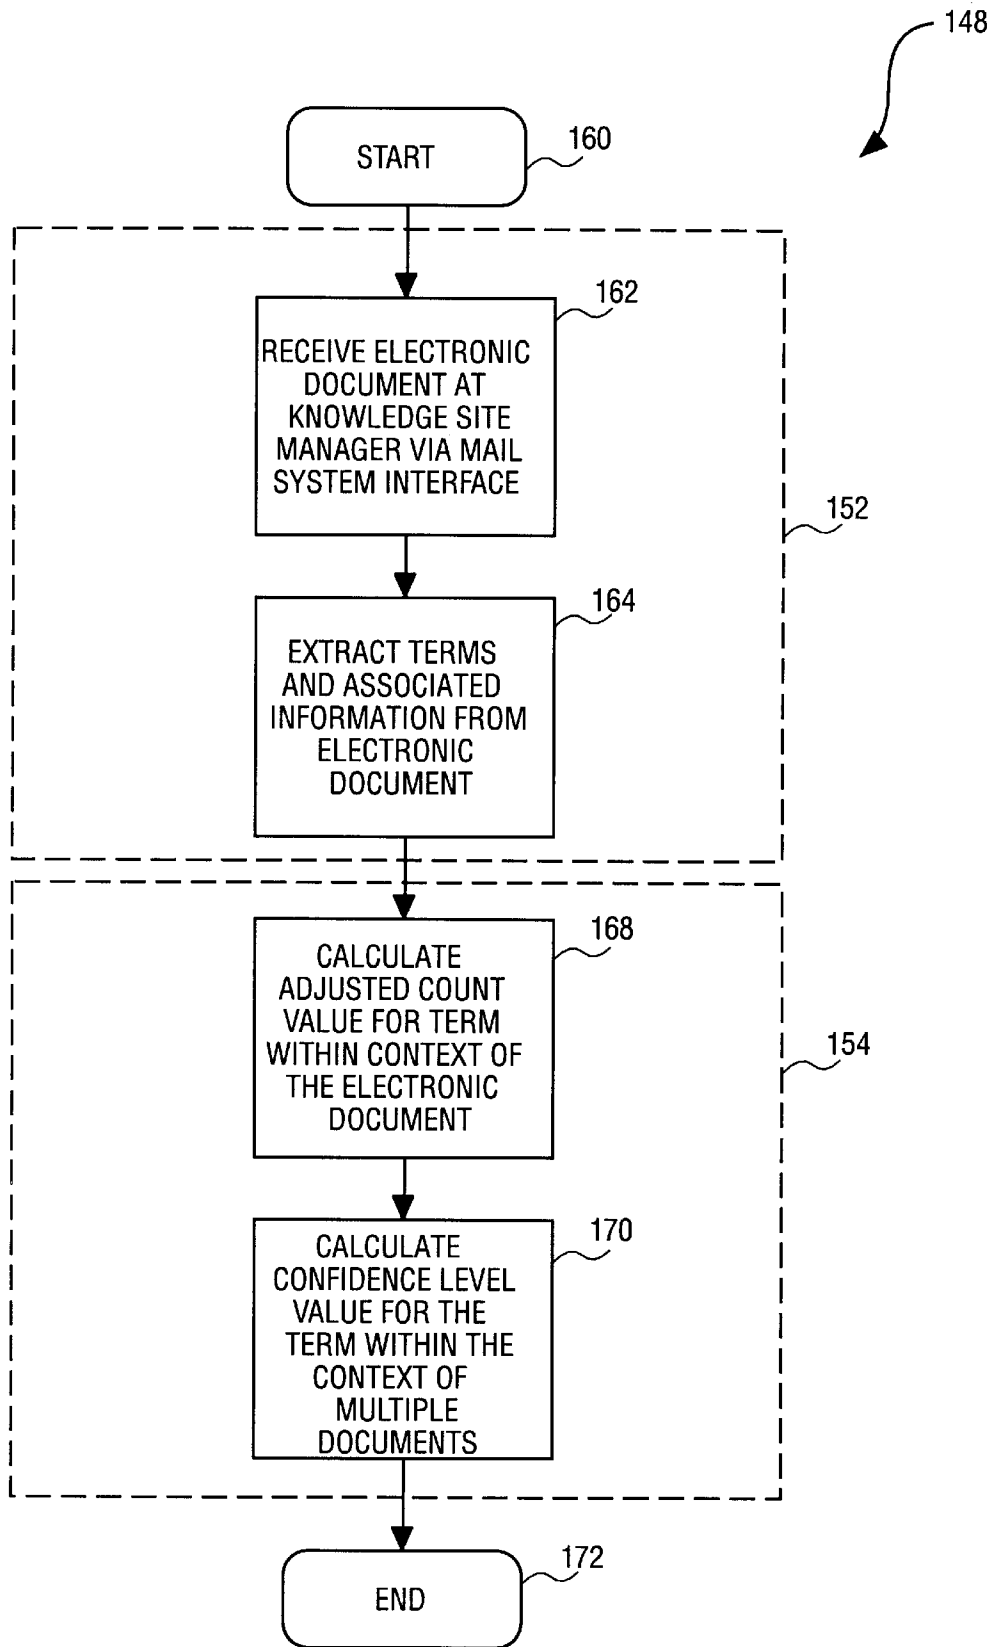 148
START
160
162
RECEIVE ELECTRONIC
DOCUMENT AT
KNOWLEDGE SITE
MANAGER VIA MAIL
SYSTEM INTERFACE
152
164
EXTRACT TERMS
AND ASSOCIATED
INFORMATION FROM
ELECTRONIC
DOCUMENT
168
CALCULATE
ADJUSTED COUNT
VALUE FOR TERM
WITHIN CONTEXT OF
THE ELECTRONIC
DOCUMENT
154
170
CALCULATE
CONFIDENCE LEVEL
VALUE FOR THE
TERM WITHIN THE
CONTEXT OF
MULTIPLE
DOCUMENTS
172
END